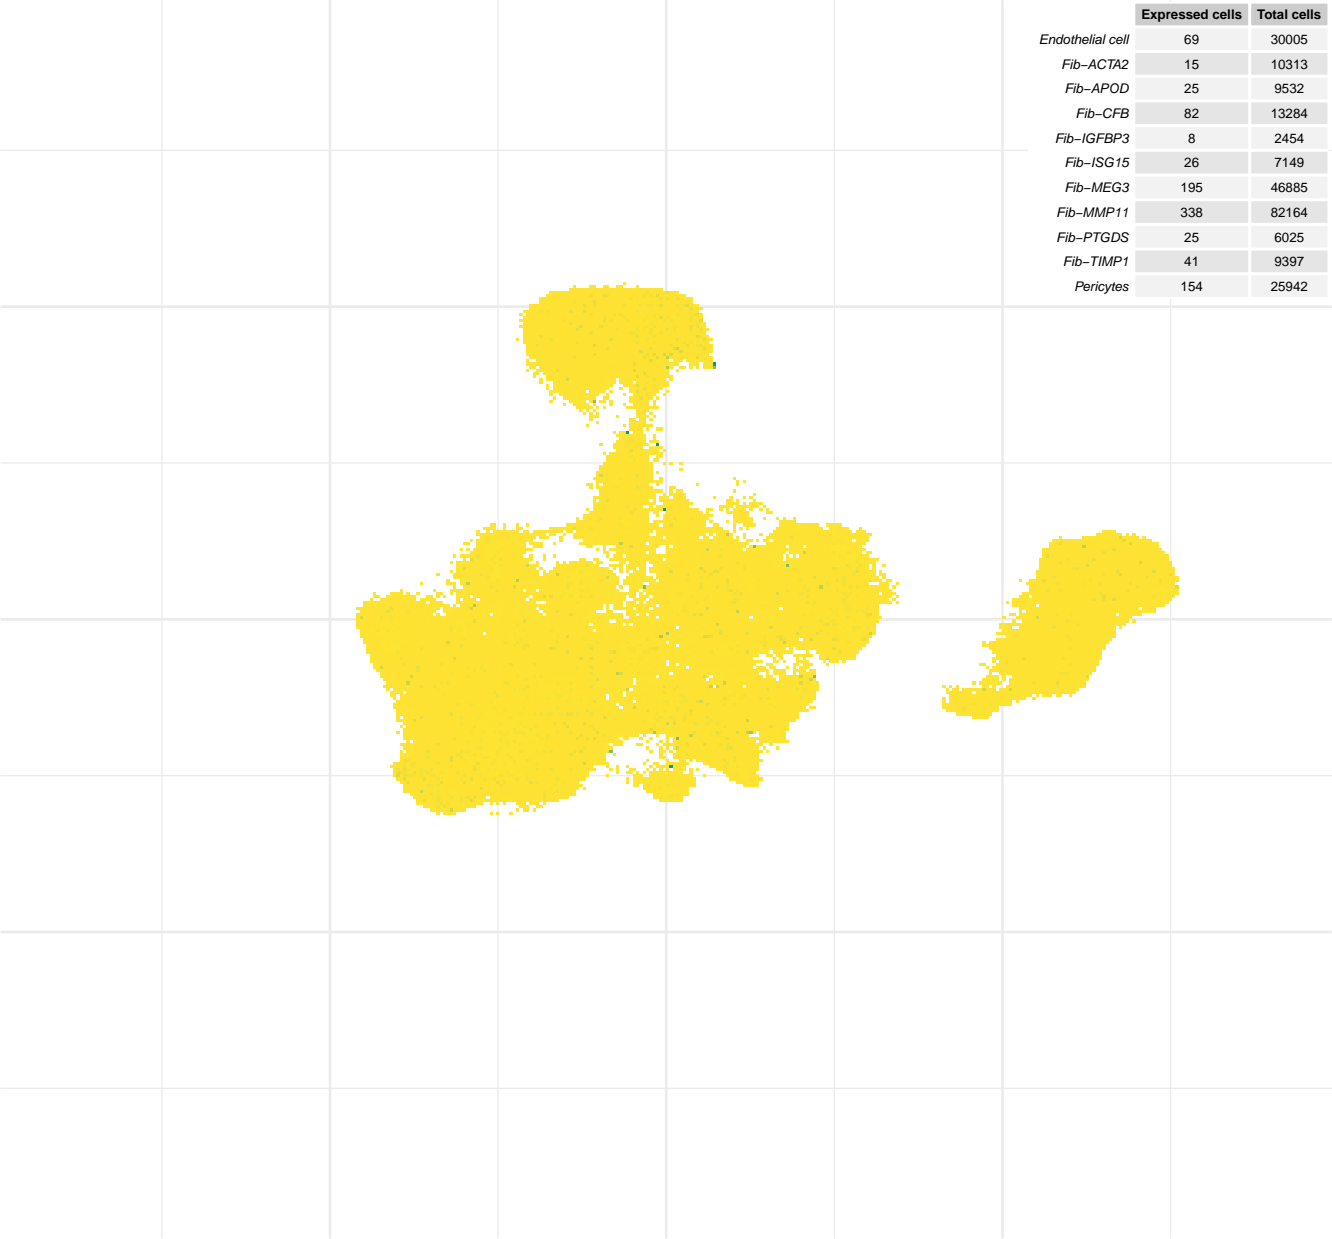 Expressed cells Total cells
Endothelial cell 69 30005
Fib−ACTA2 15 10313
Fib−APOD 25 9532
Fib−CFB 82 13284
Fib−IGFBP3 8 2454
Fib−ISG15 26 7149
Fib−MEG3 195 46885
Fib−MMP11 338 82164
Fib−PTGDS 25 6025
Fib−TIMP1 41 9397
Pericytes 154 25942